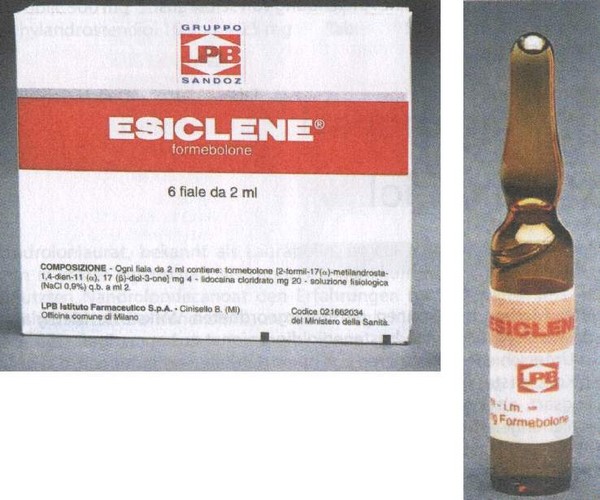 GRUPPO
LPB
SANDOZ
ESICLENE®
formebolone
6 fiale da 2 ml
COMPOSIZIONE - Ogni fiala da 2 ml contiene: formebolone [2-formil-17(α)-metilandrosta-
1,4-dien-11 (α), 17 (β)-diol-3-one] mg 4 - lidocaina cloridrato mg 20 - soluzione fisiologica
(NaCl 0,9%) q.b. a ml 2.
LPB Istituto Farmaceutico S.p.A. - Cinisello B. (MI)
Officina comune di Milano
Codice 021662034
del Ministero della Sanità.
ESICLENE
LPB
- i.m.
Formebolone